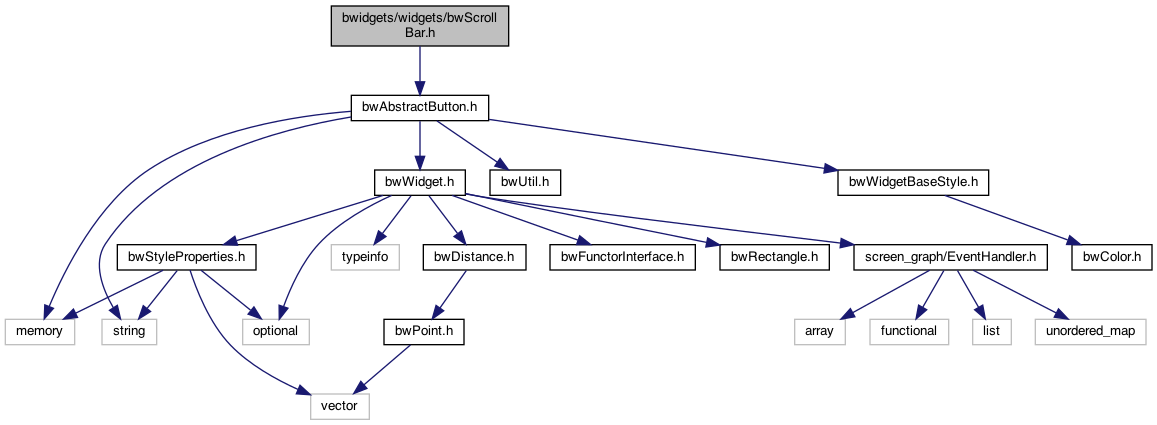 bwidgets/widgets/bwScroll
Bar.h
bwAbstractButton.h
bwWidget.h
bwUtil.h
bwWidgetBaseStyle.h
bwStyleProperties.h
typeinfo
bwDistance.h
bwFunctorInterface.h
bwRectangle.h
screen_graph/EventHandler.h
bwColor.h
memory
string
optional
bwPoint.h
array
functional
list
unordered_map
vector